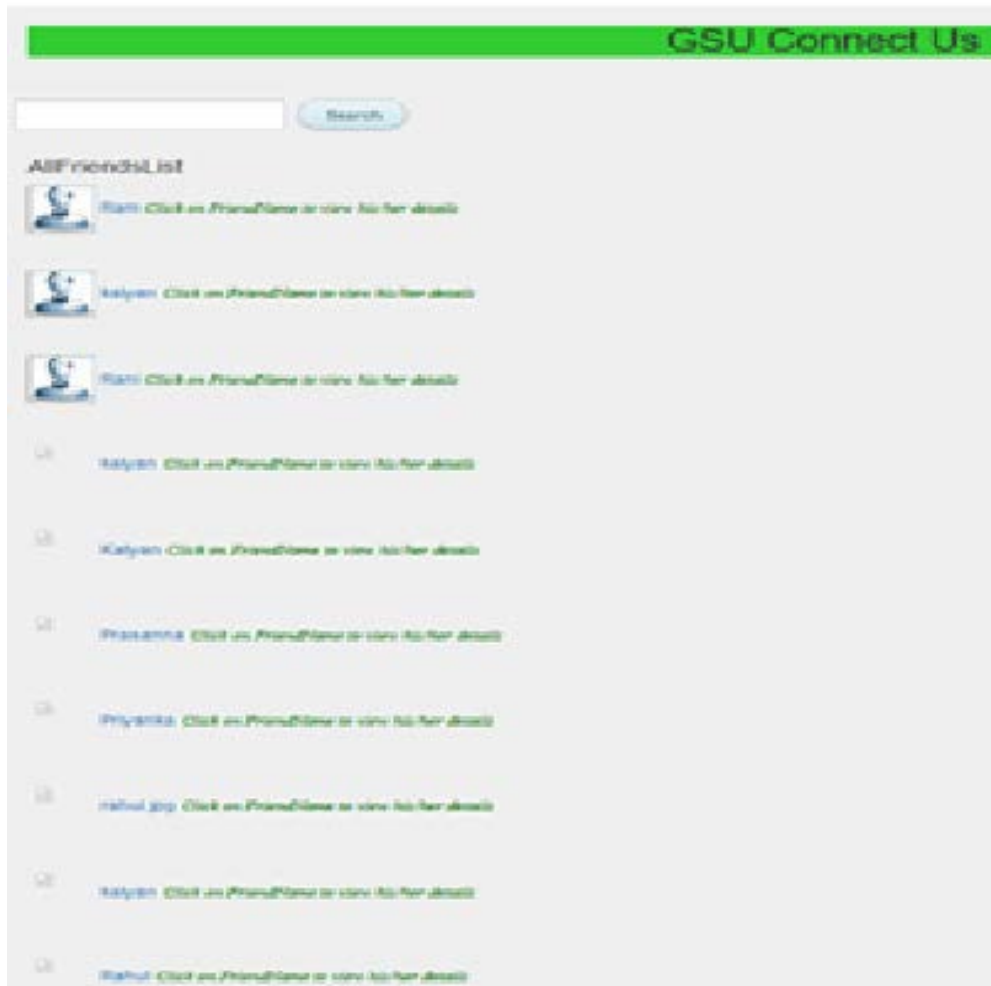 GSU Connect Us
Search
AllFriendsList
Ram Click on FriendName to view his/her details
kalyan Click on FriendName to view his/her details
Click on FriendName to view his/her details
kalyan Click on FriendName to view his/her details
Kalyan Click on FriendName to view his/her details
Prasanna Click on FriendName to view his/her details
Priyanka Click on FriendName to view his/her details
rahul.jpg Click on FriendName to view his/her details
kalyan Click on FriendName to view his/her details
Rahul Click on FriendName to view his/her details